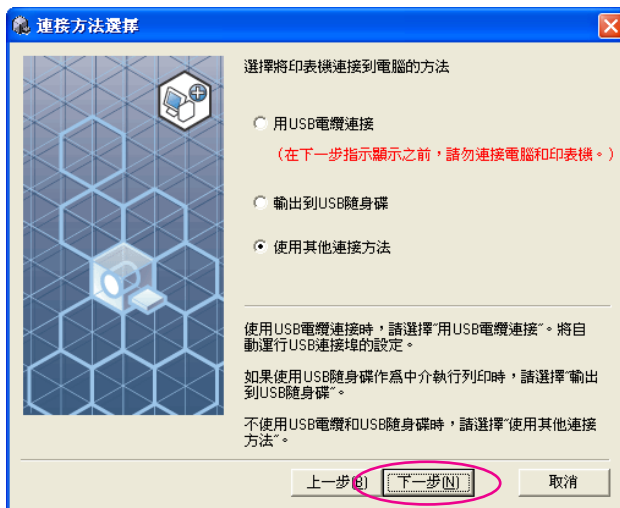 連接方法選擇
選擇將印表機連接到電腦的方法
用USB電纜連接
(在下一步指示顯示之前，請勿連接電腦和印表機。)
輸出到USB隨身碟
使用其他連接方法
使用USB電纜連接時，請選擇"用USB電纜連接"。將自
動運行USB連接埠的設定。
如果使用USB隨身碟作為中介執行列印時，請選擇"輸出
到USB隨身碟"。
不使用USB電纜和USB隨身碟時，請選擇"使用其他連接
方法"。
上一步(B) 下一步(N) 取消